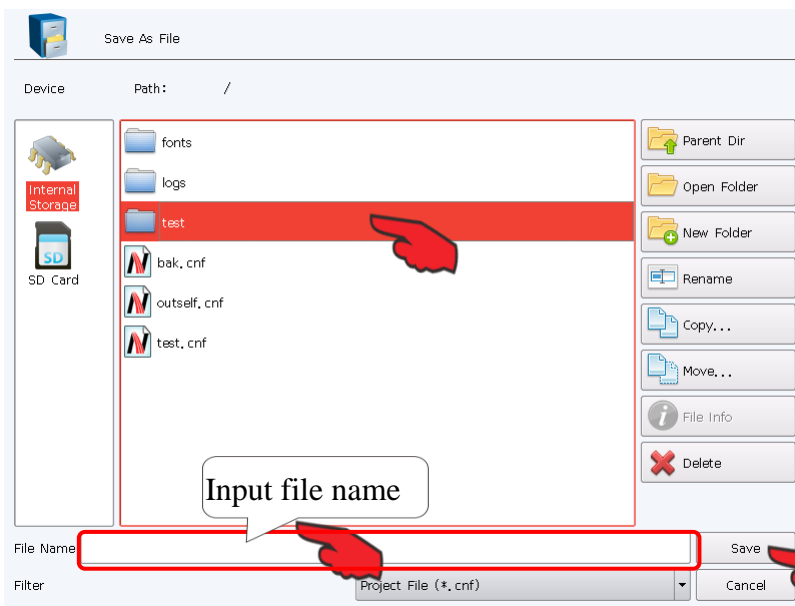 Save As File
Device
Path: /
Internal
Storage
SD
SD Card
fonts
logs
test
bak.cnf
outself.cnf
test.cnf
Parent Dir
Open Folder
New Folder
Rename
Copy...
Move...
File Info
Delete
Input file name
File Name
Save
Filter
Project File (*.cnf)
Cancel